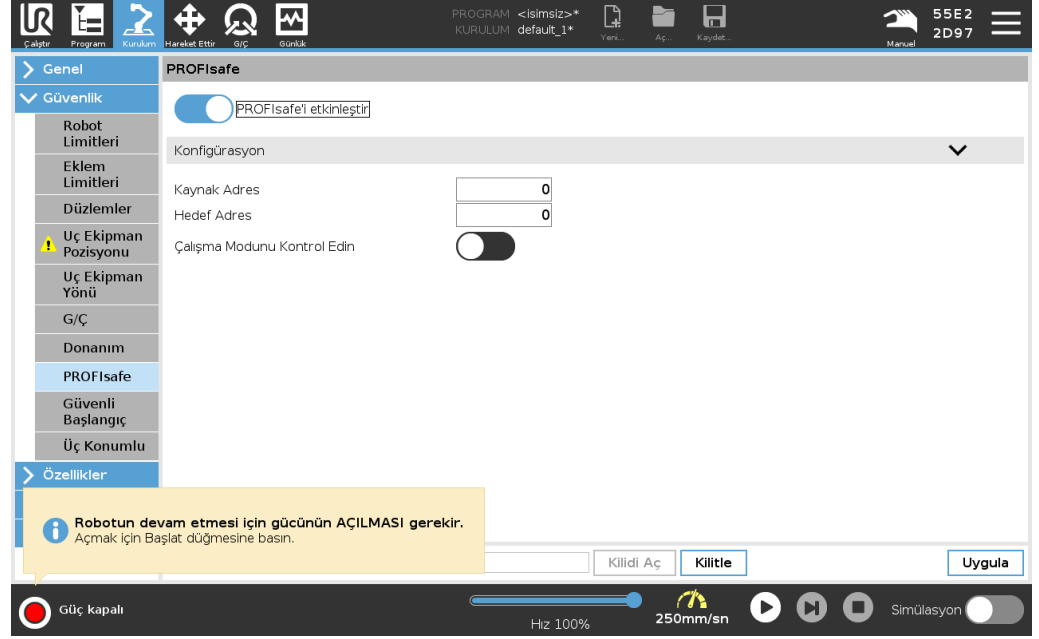 PROGRAM <isimsiz>*
KURULUM default_1*
Çalıştır
Program
Kurulum
Hareket Ettir
G/Ç
Günlük
Yeni...
Aç...
Kaydet...
Manuel
55E2
2D97
Genel
Güvenlik
Robot
Limitleri
Eklem
Limitleri
Düzlemler
Uç Ekipman
Pozisyonu
Uç Ekipman
Yönü
G/Ç
Donanım
PROFIsafe
Güvenli
Başlangıç
Üç Konumlu
Özellikler
PROFIsafe
PROFIsafe'i etkinleştir
Konfigürasyon
Kaynak Adres 0
Hedef Adres 0
Çalışma Modunu Kontrol Edin
Robotun devam etmesi için gücünün AÇILMASI gerekir.
Açmak için Başlat düğmesine basın.
Kilidi Aç
Kilitle
Uygula
Güç kapalı
Hız 100%
250mm/sn
Simülasyon